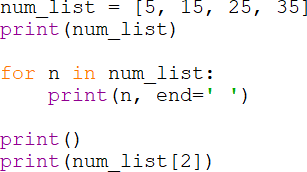 num_list = [5, 15, 25, 35]
print(num_list)

for n in num_list:
    print(n, end=' ')

print()
print(num_list[2])